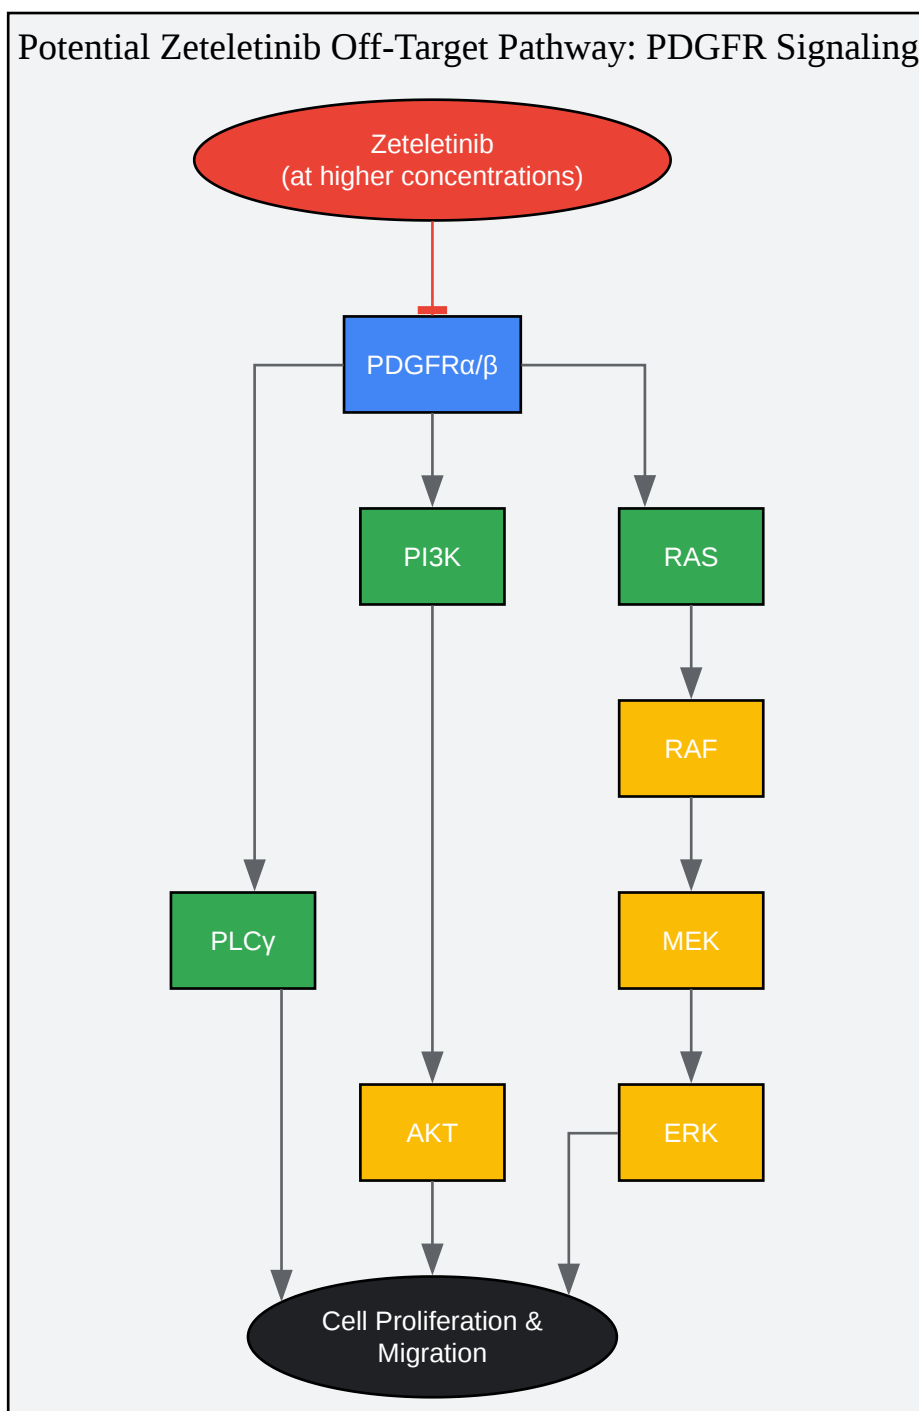 Potential Zeteletinib Off-Target Pathway: PDGFR Signaling
Zeteletinib
(at higher concentrations)
PDGFRα/β
PI3K
RAS
RAF
PLCγ
MEK
AKT
ERK
Cell Proliferation &
Migration